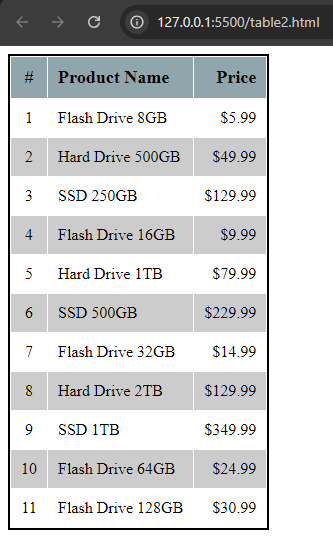 127.0.0.1:5500/table2.html
# Product Name Price
1 Flash Drive 8GB $5.99
2 Hard Drive 500GB $49.99
3 SSD 250GB $129.99
4 Flash Drive 16GB $9.99
5 Hard Drive 1TB $79.99
6 SSD 500GB $229.99
7 Flash Drive 32GB $14.99
8 Hard Drive 2TB $129.99
9 SSD 1TB $349.99
10 Flash Drive 64GB $24.99
11 Flash Drive 128GB $30.99